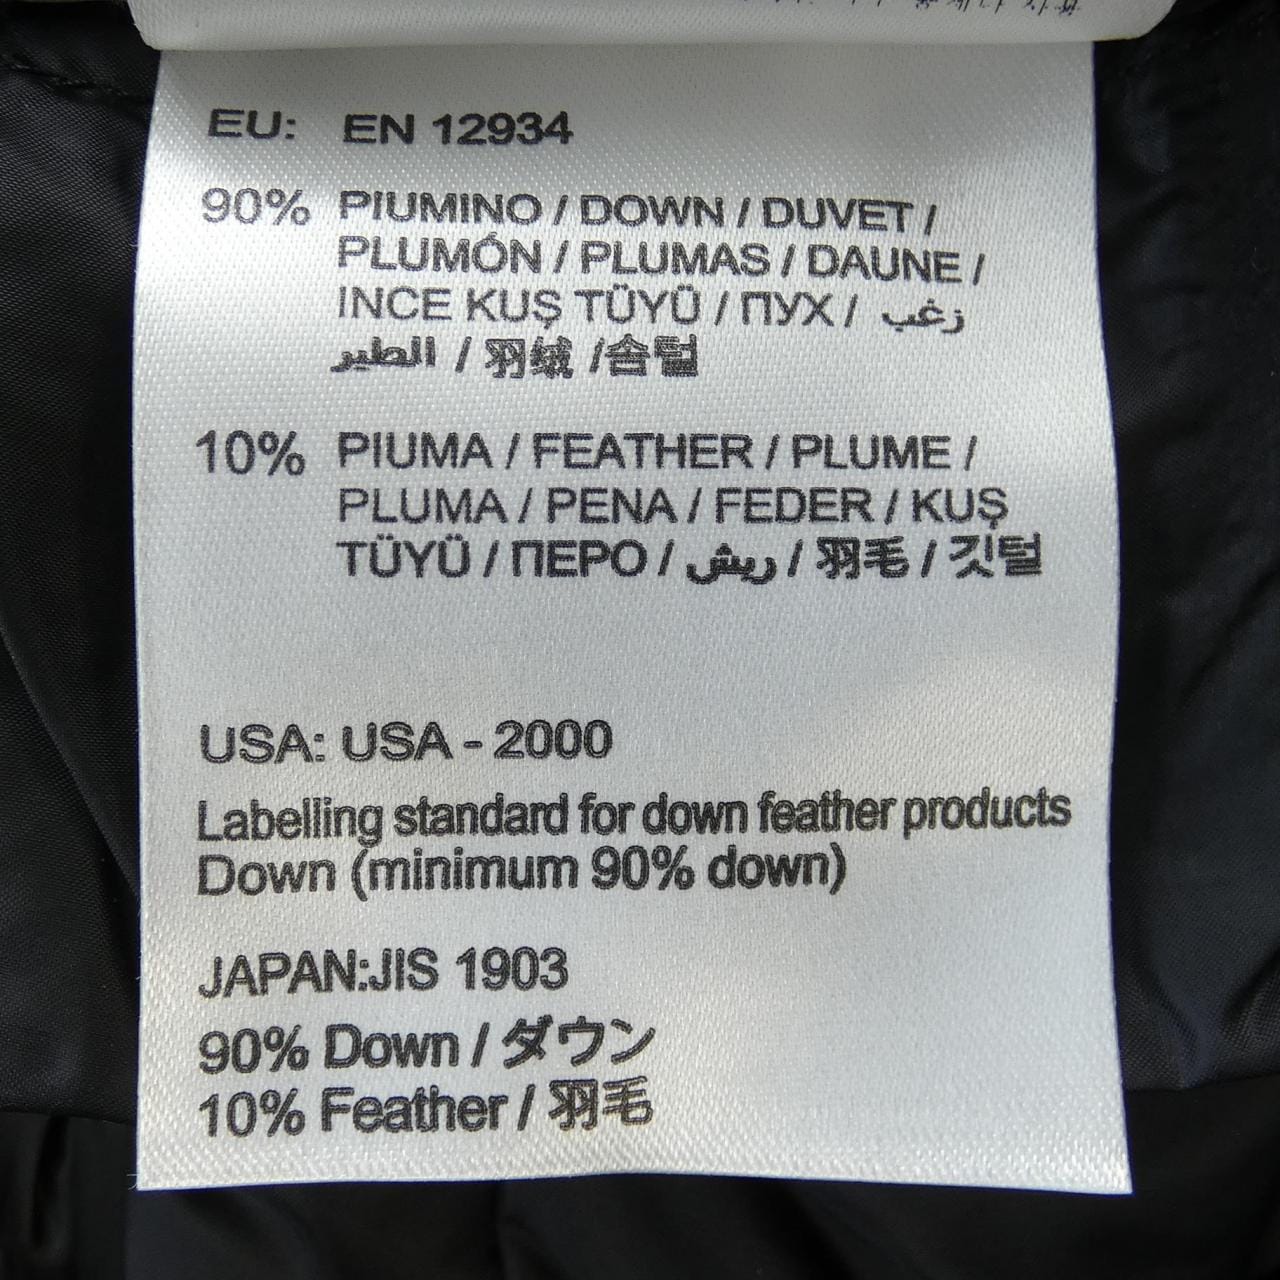 EU: EN 12934
90% PIUMINO / DOWN / DUVET /
PLUMÓN / PLUMAS / DAUNE /
INCE KUŞ TÜYÜ / ПУХ / زغب
الطير / 羽绒 /솜털
10% PIUMA / FEATHER / PLUME /
PLUMA / PENA / FEDER / KUŞ
TÜYÜ / ПЕРО / ريش / 羽毛 / 깃털
USA: USA - 2000
Labelling standard for down feather products
Down (minimum 90% down)
JAPAN:JIS 1903
90% Down / ダウン
10% Feather / 羽毛